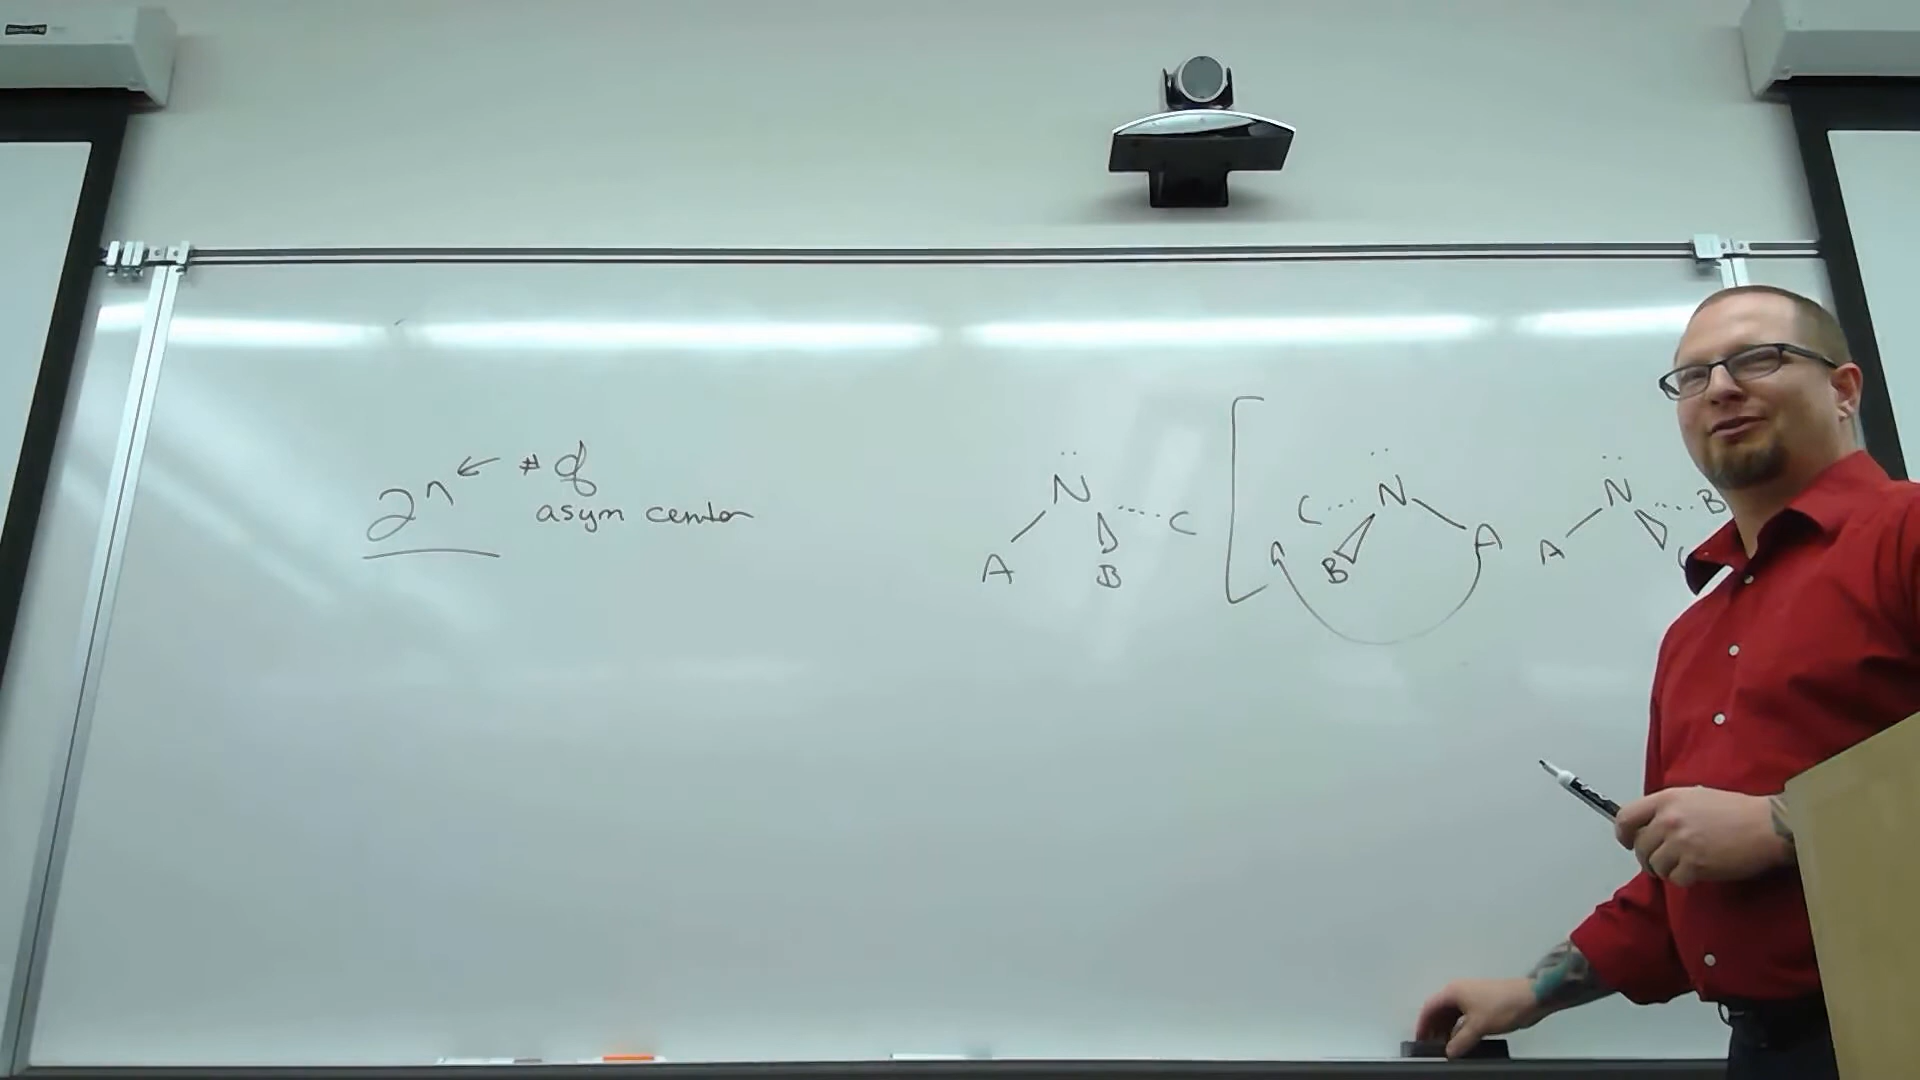 2ⁿ ← # of
asym center
N
A B C
C N A
B
N B
A C